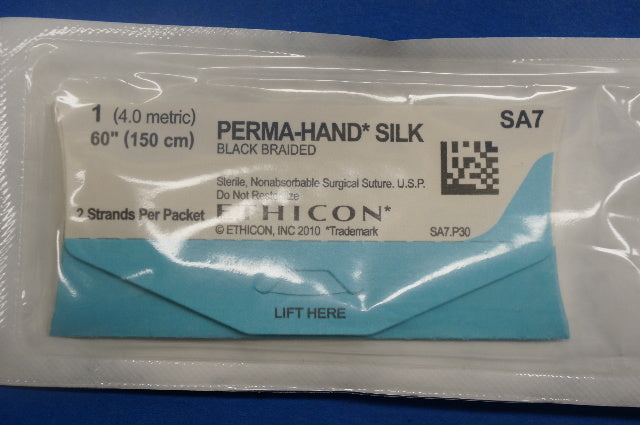 1 (4.0 metric)
60" (150 cm)
PERMA-HAND* SILK
BLACK BRAIDED
SA7
Sterile, Nonabsorbable Surgical Suture. U.S.P.
Do Not Resterilize
2 Strands Per Packet
ETHICON*
© ETHICON, INC 2010 *Trademark
SA7.P30
LIFT HERE